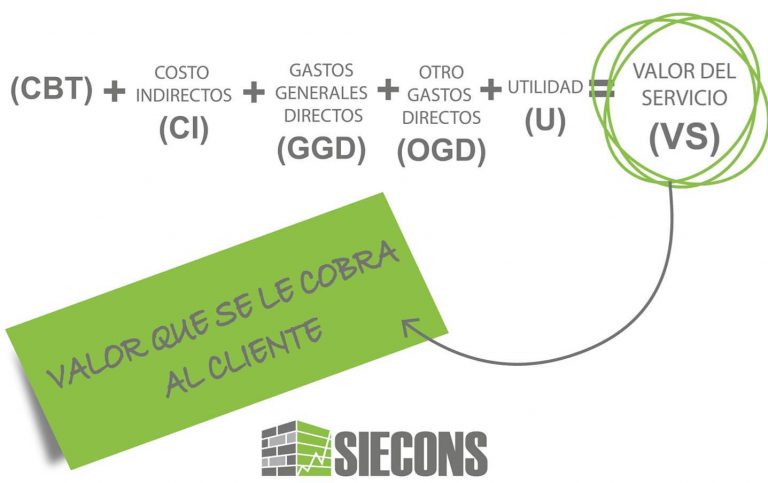 (CBT) + COSTO INDIRECTOS (CI) + GASTOS GENERALES DIRECTOS (GGD) + OTRO GASTOS DIRECTOS (OGD) + UTILIDAD (U) = VALOR DEL SERVICIO (VS)
VALOR QUE SE LE COBRA
AL CLIENTE
SIECONS